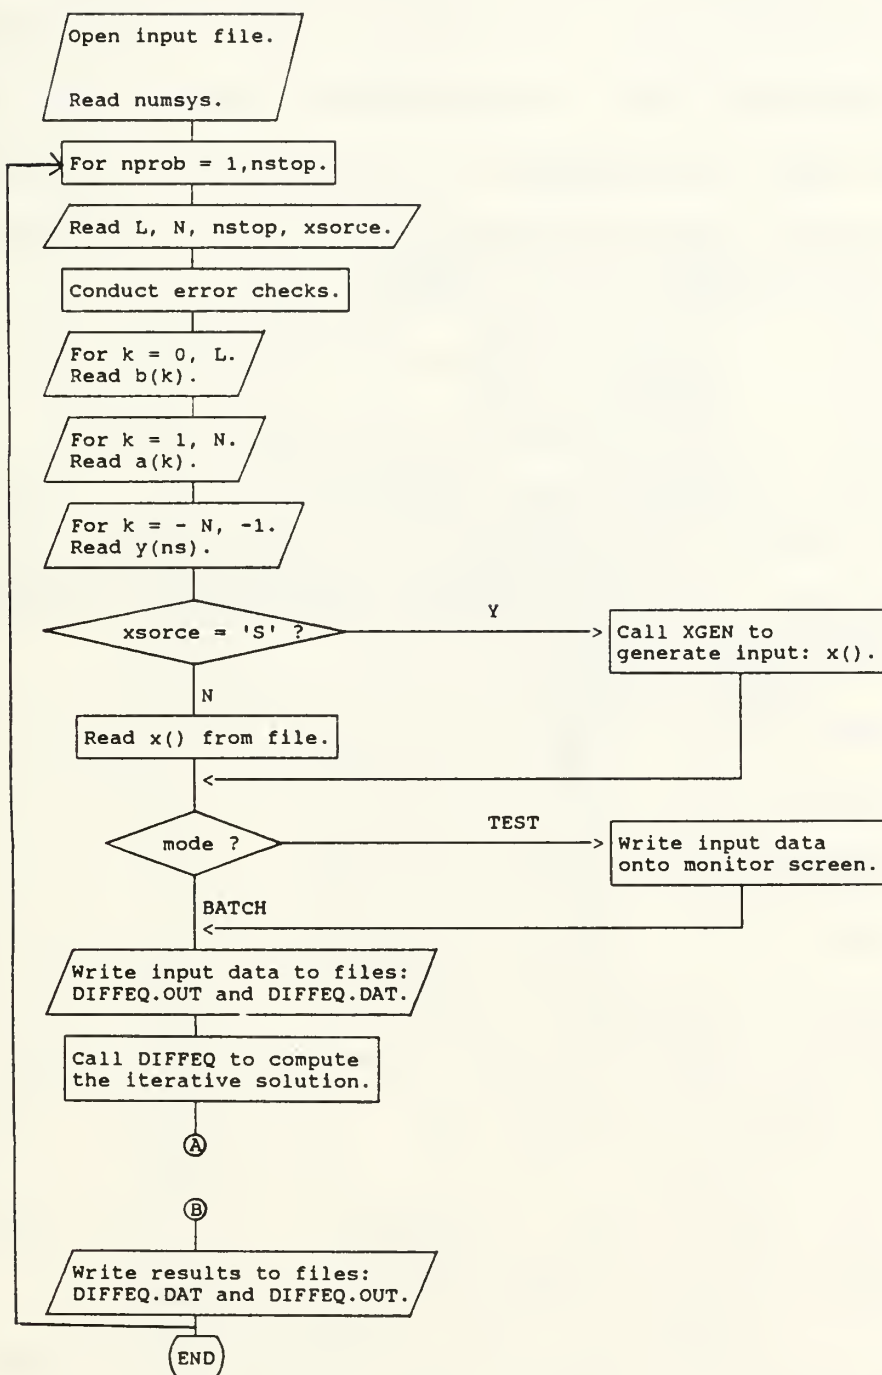 Open input file.
Read numsys.
For nprob = 1,nstop.
Read L, N, nstop, xsorce.
Conduct error checks.
For k = 0, L.
Read b(k).
For k = 1, N.
Read a(k).
For k = - N, -1.
Read y(ns).
xsorce = 'S' ?
Y
Call XGEN to
generate input: x().
N
Read x() from file.
mode ?
TEST
Write input data
onto monitor screen.
BATCH
Write input data to files:
DIFFEQ.OUT and DIFFEQ.DAT.
Call DIFFEQ to compute
the iterative solution.
A
B
Write results to files:
DIFFEQ.DAT and DIFFEQ.OUT.
END